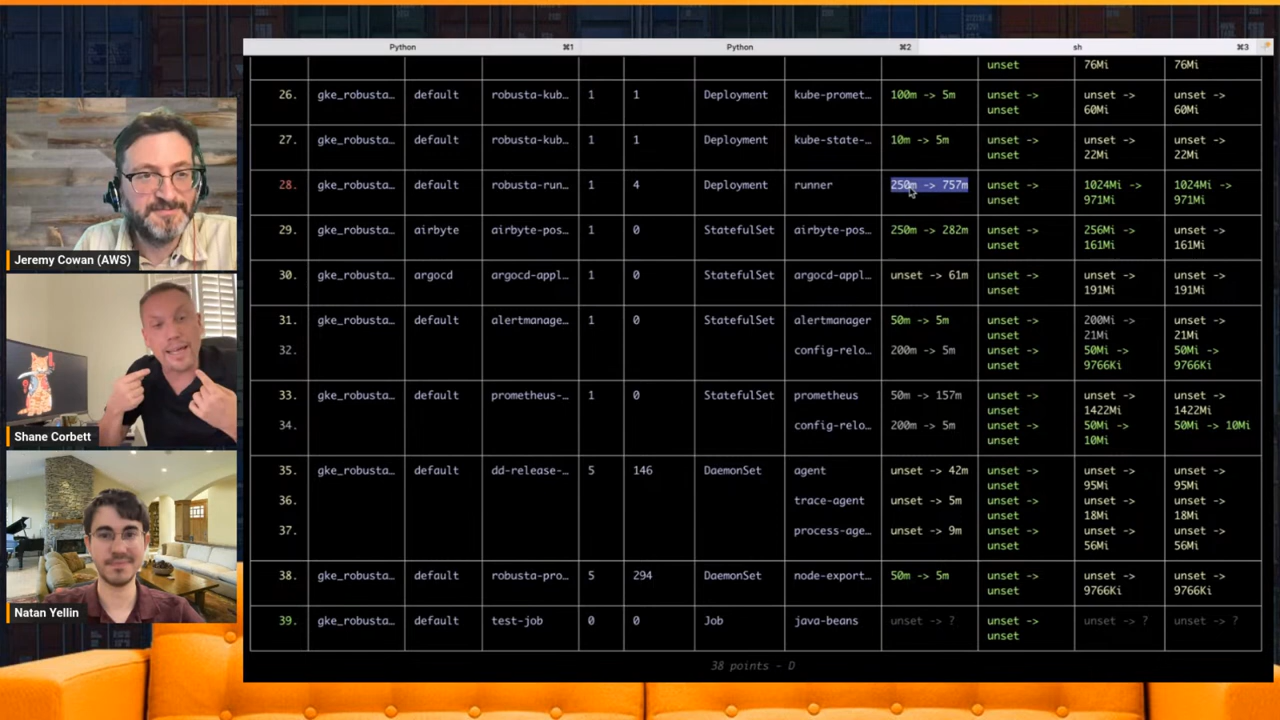 Python ⌘1 Python ⌘2 sh ⌘3
unset 76Mi 76Mi
26. gke_robusta… default robusta-kub… 1 1 Deployment kube-promet… 100m -> 5m unset -> unset -> unset ->
unset 60Mi 60Mi
27. gke_robusta… default robusta-kub… 1 1 Deployment kube-state-… 10m -> 5m unset -> unset -> unset ->
unset 22Mi 22Mi
28. gke_robusta… default robusta-run… 1 4 Deployment runner 250m -> 757m unset -> 1024Mi -> 1024Mi ->
unset 971Mi 971Mi
29. gke_robusta… airbyte airbyte-pos… 1 0 StatefulSet airbyte-pos… 250m -> 282m unset -> 256Mi -> unset ->
unset 161Mi 161Mi
30. gke_robusta… argocd argocd-appl… 1 0 StatefulSet argocd-appl… unset -> 61m unset -> unset -> unset ->
unset 191Mi 191Mi
31. gke_robusta… default alertmanage… 1 0 StatefulSet alertmanager 50m -> 5m unset -> 200Mi -> unset ->
unset 21Mi 21Mi
32. config-relo… 200m -> 5m unset -> 50Mi -> 50Mi ->
unset 9766Ki 9766Ki
33. gke_robusta… default prometheus-… 1 0 StatefulSet prometheus 50m -> 157m unset -> unset -> unset ->
unset 1422Mi 1422Mi
34. config-relo… 200m -> 5m unset -> 50Mi -> 50Mi -> 10Mi
unset 10Mi
35. gke_robusta… default dd-release-… 5 146 DaemonSet agent unset -> 42m unset -> unset -> unset ->
unset 95Mi 95Mi
36. trace-agent unset -> 5m unset -> unset -> unset ->
unset 18Mi 18Mi
37. process-age… unset -> 9m unset -> unset -> unset ->
unset 56Mi 56Mi
38. gke_robusta… default robusta-pro… 5 294 DaemonSet node-export… 50m -> 5m unset -> unset -> unset ->
unset 9766Ki 9766Ki
39. gke_robusta… default test-job 0 0 Job java-beans unset -> ? unset -> unset -> ? unset -> ?
unset
38 points - D
Jeremy Cowan (AWS)
Shane Corbett
Natan Yellin